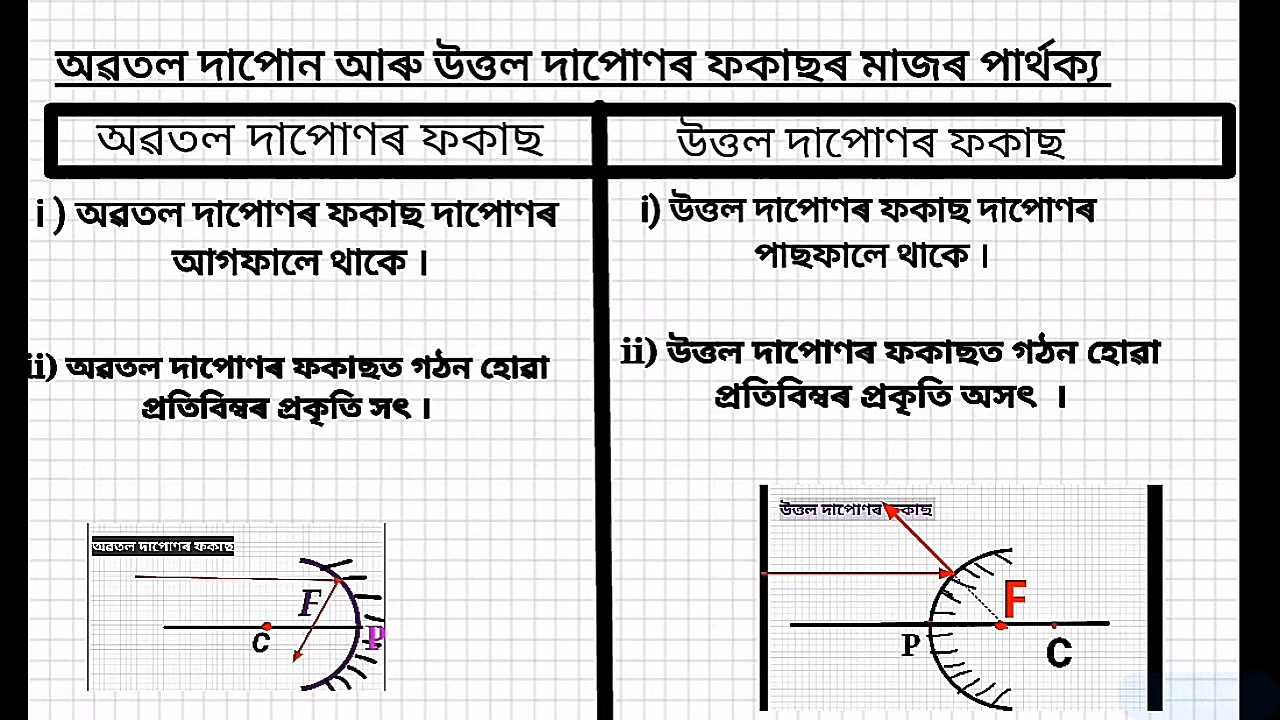 অৱতল দাপোন আৰু উত্তল দাপোণৰ ফকাছৰ মাজৰ পাৰ্থক্য
অৱতল দাপোণৰ ফকাছ
i ) অৱতল দাপোণৰ ফকাছ দাপোণৰ
আগফালে থাকে ।
ii) অৱতল দাপোণৰ ফকাছত গঠন হোৱা
প্ৰতিবিম্বৰ প্ৰকৃতি সৎ ।
অৱতল দাপোণৰ ফকাছ
F
C
P
উত্তল দাপোণৰ ফকাছ
i) উত্তল দাপোণৰ ফকাছ দাপোণৰ
পাছফালে থাকে ।
ii) উত্তল দাপোণৰ ফকাছত গঠন হোৱা
প্ৰতিবিম্বৰ প্ৰকৃতি অসৎ ।
উত্তল দাপোণৰ ফকাছ
F
P
C